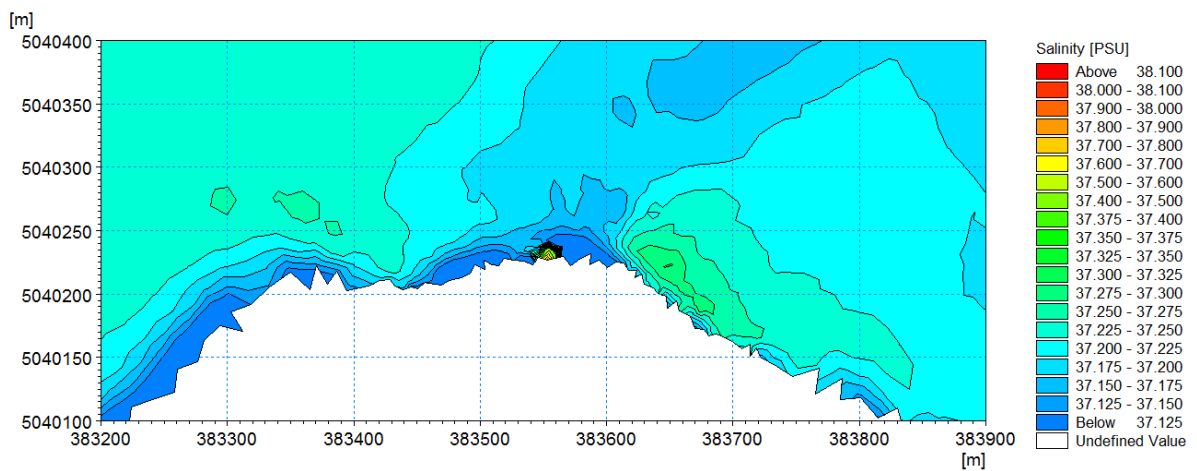 [m]
5040400
5040350
5040300
5040250
5040200
5040150
5040100
383200 383300 383400 383500 383600 383700 383800 383900
[m]
Salinity [PSU]
Above 38.100
38.000 - 38.100
37.900 - 38.000
37.800 - 37.900
37.700 - 37.800
37.600 - 37.700
37.500 - 37.600
37.400 - 37.500
37.375 - 37.400
37.350 - 37.375
37.325 - 37.350
37.300 - 37.325
37.275 - 37.300
37.250 - 37.275
37.225 - 37.250
37.200 - 37.225
37.175 - 37.200
37.150 - 37.175
37.125 - 37.150
Below 37.125
Undefined Value